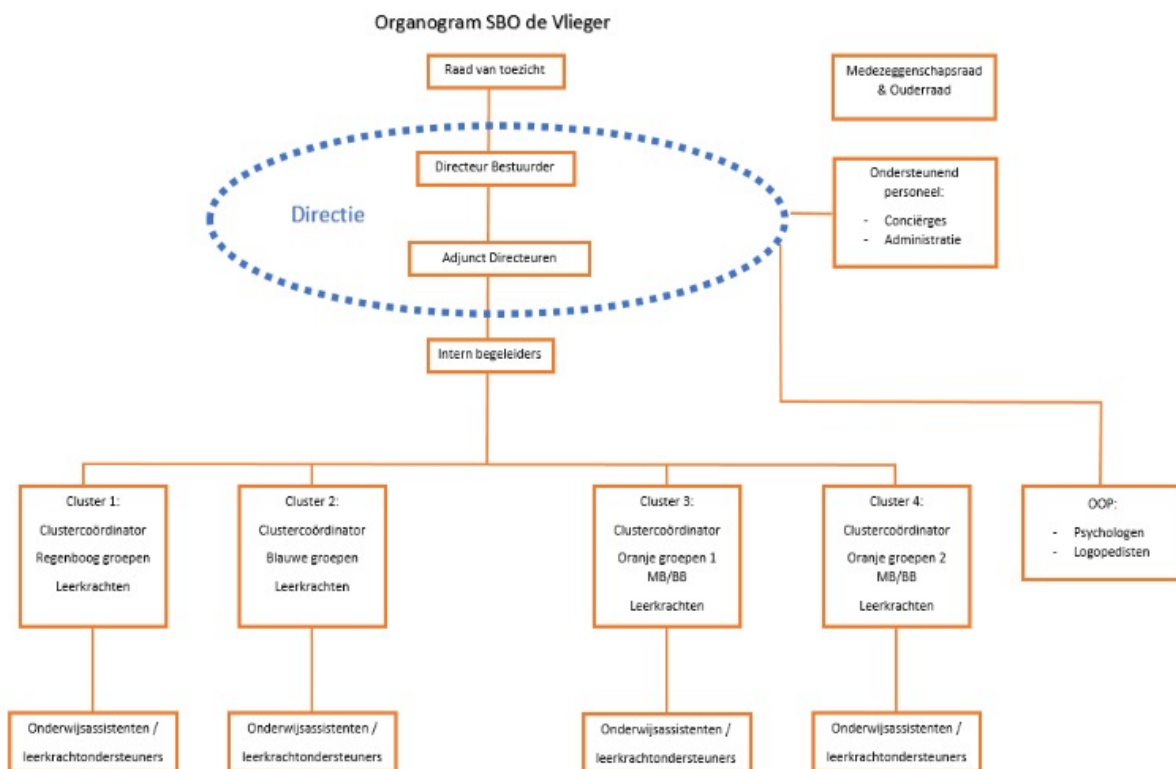 Organogram SBO de Vlieger
Raad van toezicht
Medezeggenschapsraad
& Ouderraad
Directeur Bestuurder
Directie
Adjunct Directeuren
Ondersteunend
personeel:
- Conciërges
- Administratie
Intern begeleiders
Cluster 1:
Clustercoördinator
Regenboog groepen
Leerkrachten
Cluster 2:
Clustercoördinator
Blauwe groepen
Leerkrachten
Cluster 3:
Clustercoördinator
Oranje groepen 1
MB/BB
Leerkrachten
Cluster 4:
Clustercoördinator
Oranje groepen 2
MB/BB
Leerkrachten
OOP:
- Psychologen
- Logopedisten
Onderwijsassistenten /
leerkrachtondersteuners
Onderwijsassistenten /
leerkrachtondersteuners
Onderwijsassistenten /
leerkrachtondersteuners
Onderwijsassistenten /
leerkrachtondersteuners